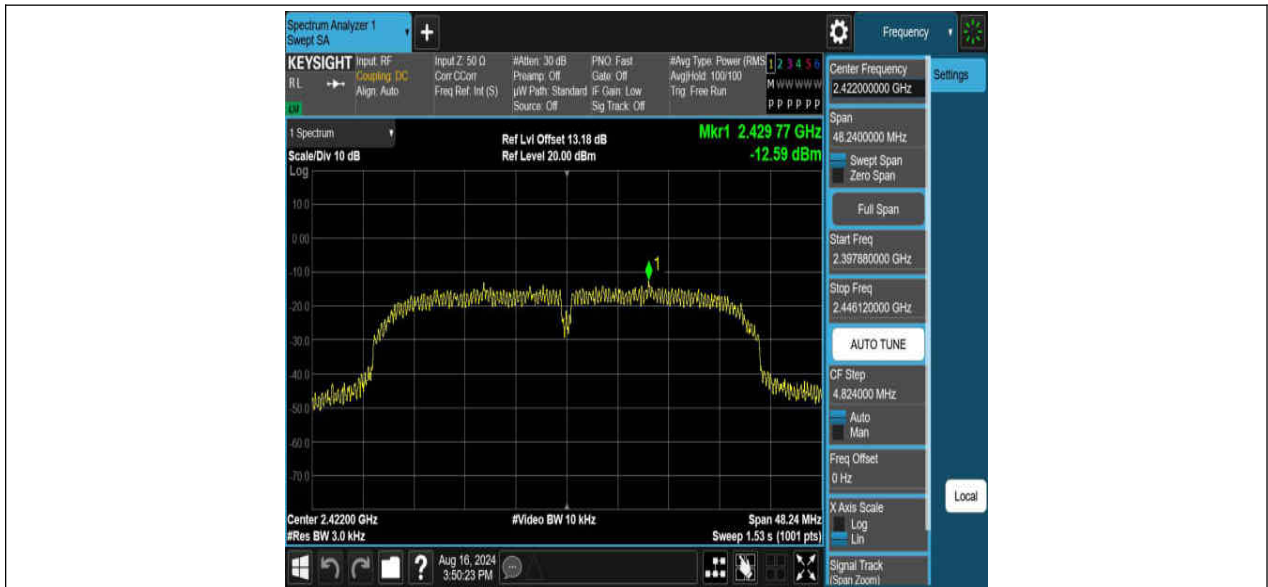 Spectrum Analyzer 1
Swept SA
+
Frequency
KEYSIGHT
RL
Input: RF
Coupling: DC
Align: Auto
Input Z: 50 Ω
Corr CCorr
Freq Ref: Int (S)
#Atten: 30 dB
Preamp: Off
µW Path: Standard
Source: Off
PNO: Fast
Gate: Off
IF Gain: Low
Sig Track: Off
#Avg Type: Power (RMS
Avg|Hold: 100/100
Trig: Free Run
1 2 3 4 5 6
M W W W W W
P P P P P P
1 Spectrum
Scale/Div 10 dB
Log
Ref Lvl Offset 13.18 dB
Ref Level 20.00 dBm
Mkr1 2.429 77 GHz
-12.59 dBm
10.0
0.00
-10.0
-20.0
-30.0
-40.0
-50.0
-60.0
-70.0
1
Center 2.42200 GHz
#Res BW 3.0 kHz
#Video BW 10 kHz
Span 48.24 MHz
Sweep 1.53 s (1001 pts)
?
Aug 16, 2024
3:50:23 PM
Center Frequency
2.422000000 GHz
Settings
Span
48.2400000 MHz
Swept Span
Zero Span
Full Span
Start Freq
2.397880000 GHz
Stop Freq
2.446120000 GHz
AUTO TUNE
CF Step
4.824000 MHz
Auto
Man
Freq Offset
0 Hz
X Axis Scale
Log
Lin
Local
Signal Track
(Span Zoom)